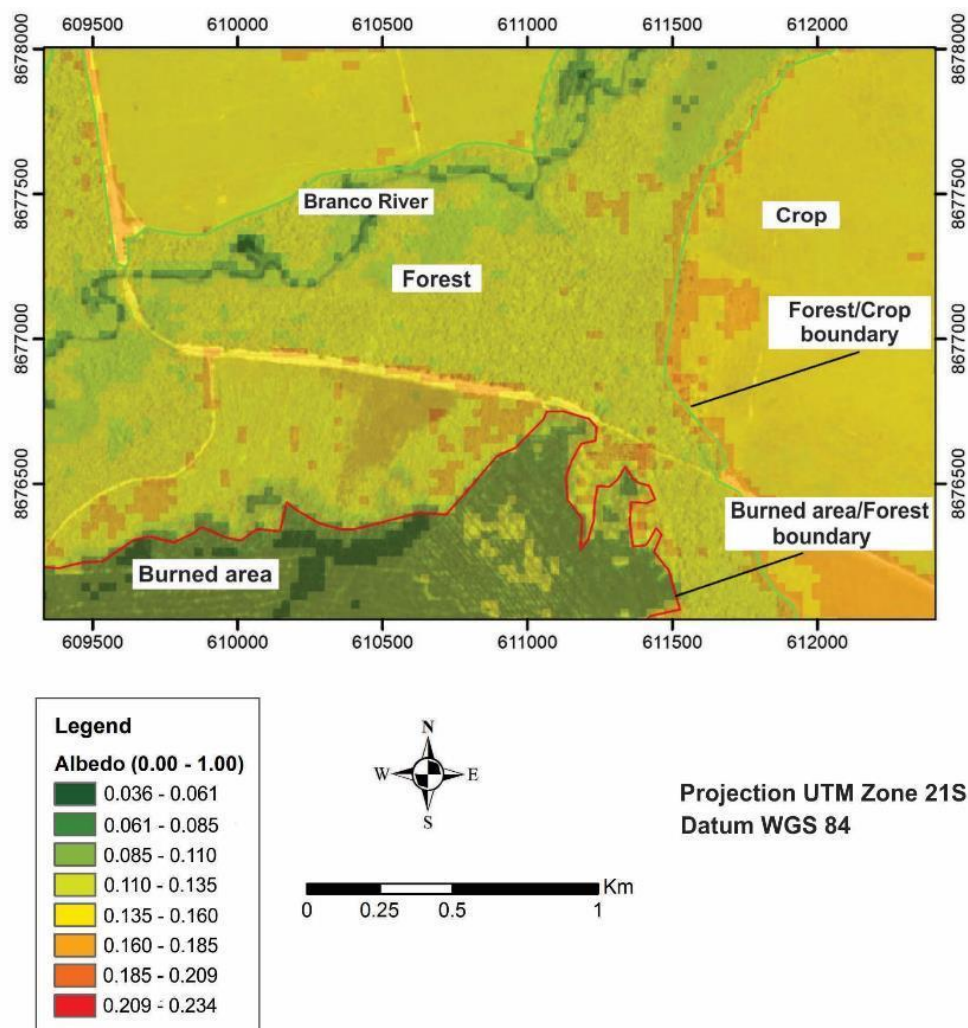 609500 610000 610500 611000 611500 612000
8678000
8678000
8677500
8677500
8677000
8677000
8676500
8676500
Branco River
Crop
Forest
Forest/Crop
boundary
Burned area/Forest
boundary
Burned area
609500 610000 610500 611000 611500 612000
Legend
Albedo (0.00 - 1.00)
0.036 - 0.061
0.061 - 0.085
0.085 - 0.110
0.110 - 0.135
0.135 - 0.160
0.160 - 0.185
0.185 - 0.209
0.209 - 0.234
N
W E
S
Km
0 0.25 0.5 1
Projection UTM Zone 21S
Datum WGS 84